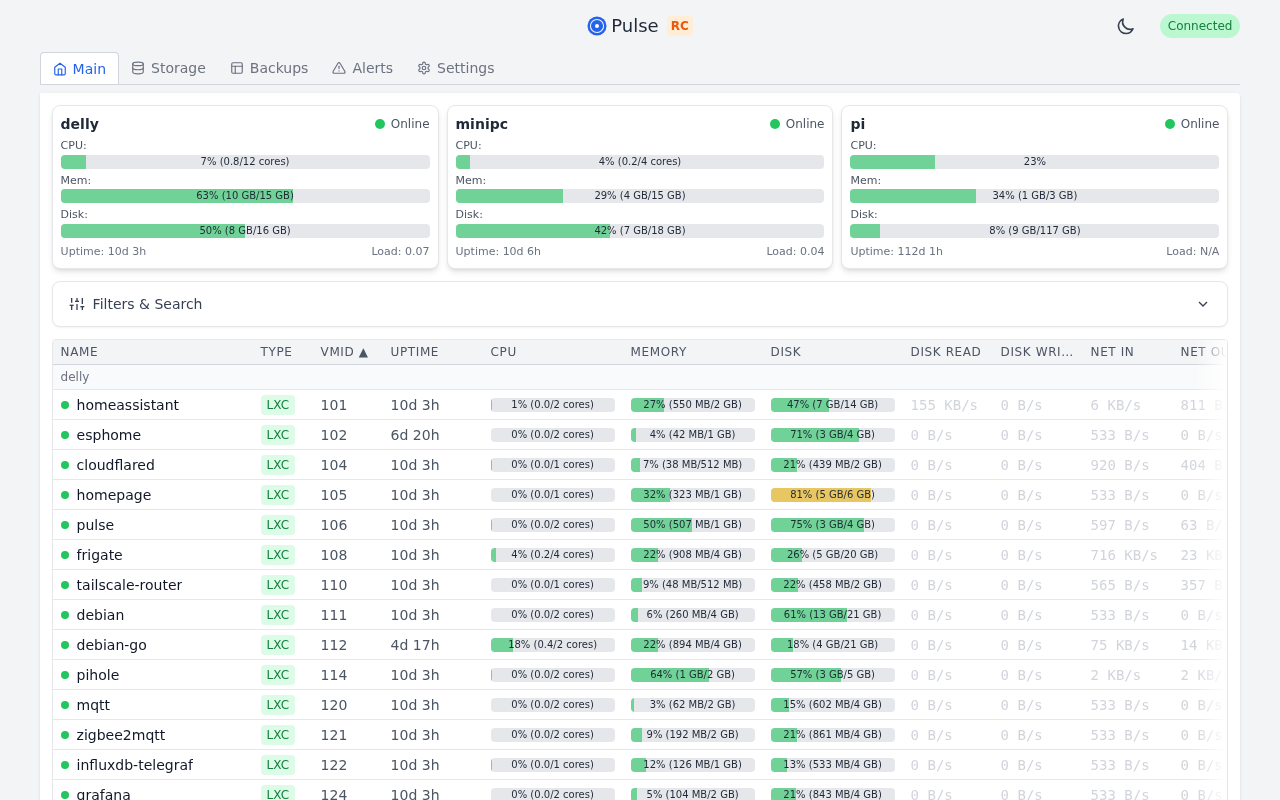 Pulse RC
Connected
Main Storage Backups Alerts Settings
delly Online
CPU:
7% (0.8/12 cores)
Mem:
63% (10 GB/15 GB)
Disk:
50% (8 GB/16 GB)
Uptime: 10d 3h Load: 0.07
minipc Online
CPU:
4% (0.2/4 cores)
Mem:
29% (4 GB/15 GB)
Disk:
42% (7 GB/18 GB)
Uptime: 10d 6h Load: 0.04
pi Online
CPU:
23%
Mem:
34% (1 GB/3 GB)
Disk:
8% (9 GB/117 GB)
Uptime: 112d 1h Load: N/A
Filters & Search
NAME TYPE VMID ▲ UPTIME CPU MEMORY DISK DISK READ DISK WRI... NET IN NET
delly
homeassistant LXC 101 10d 3h 1% (0.0/2 cores) 27% (550 MB/2 GB) 47% (7 GB/14 GB) 155 KB/s 0 B/s 6 KB/s 811 B
esphome LXC 102 6d 20h 0% (0.0/2 cores) 4% (42 MB/1 GB) 71% (3 GB/4 GB) 0 B/s 0 B/s 533 B/s 0 B/s
cloudflared LXC 104 10d 3h 0% (0.0/1 cores) 7% (38 MB/512 MB) 21% (439 MB/2 GB) 0 B/s 0 B/s 920 B/s 404 B
homepage LXC 105 10d 3h 0% (0.0/1 cores) 32% (323 MB/1 GB) 81% (5 GB/6 GB) 0 B/s 0 B/s 533 B/s 0 B/s
pulse LXC 106 10d 3h 0% (0.0/2 cores) 50% (507 MB/1 GB) 75% (3 GB/4 GB) 0 B/s 0 B/s 597 B/s 63 B/
frigate LXC 108 10d 3h 4% (0.2/4 cores) 22% (908 MB/4 GB) 26% (5 GB/20 GB) 0 B/s 0 B/s 716 KB/s 23 KB
tailscale-router LXC 110 10d 3h 0% (0.0/1 cores) 9% (48 MB/512 MB) 22% (458 MB/2 GB) 0 B/s 0 B/s 565 B/s 357 B
debian LXC 111 10d 3h 0% (0.0/2 cores) 6% (260 MB/4 GB) 61% (13 GB/21 GB) 0 B/s 0 B/s 533 B/s 0 B/s
debian-go LXC 112 4d 17h 18% (0.4/2 cores) 22% (894 MB/4 GB) 18% (4 GB/21 GB) 0 B/s 0 B/s 75 KB/s 14 KB
pihole LXC 114 10d 3h 0% (0.0/2 cores) 64% (1 GB/2 GB) 57% (3 GB/5 GB) 0 B/s 0 B/s 2 KB/s 2 KB/
mqtt LXC 120 10d 3h 0% (0.0/2 cores) 3% (62 MB/2 GB) 15% (602 MB/4 GB) 0 B/s 0 B/s 533 B/s 0 B/s
zigbee2mqtt LXC 121 10d 3h 0% (0.0/2 cores) 9% (192 MB/2 GB) 21% (861 MB/4 GB) 0 B/s 0 B/s 533 B/s 0 B/s
influxdb-telegraf LXC 122 10d 3h 0% (0.0/1 cores) 12% (126 MB/1 GB) 13% (533 MB/4 GB) 0 B/s 0 B/s 533 B/s 0 B/s
grafana LXC 124 10d 3h 0% (0.0/2 cores) 5% (104 MB/2 GB) 21% (843 MB/4 GB) 0 B/s 0 B/s 533 B/s 0 B/s